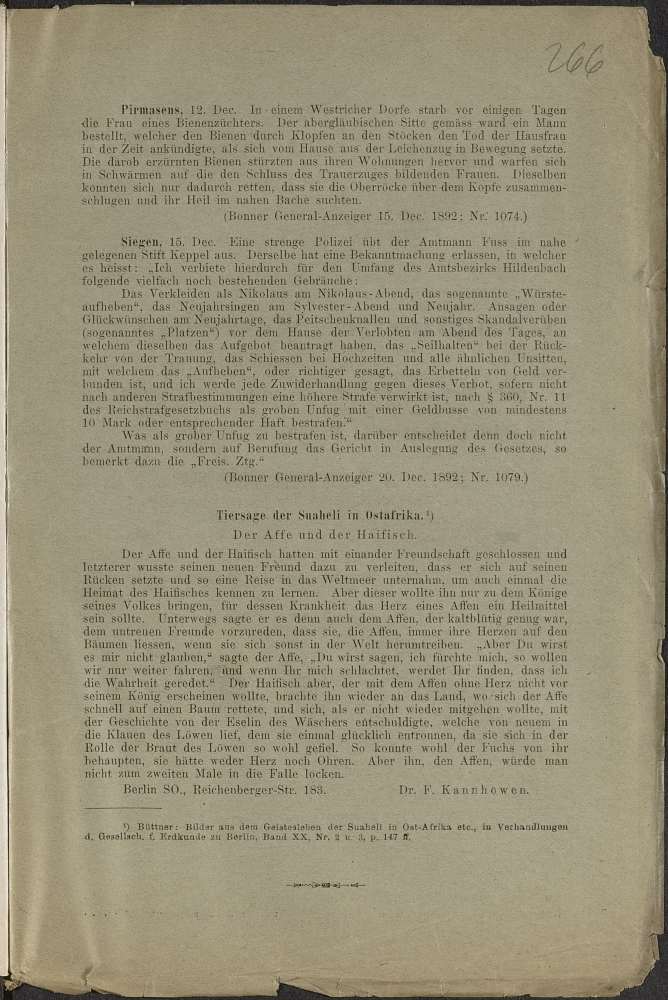 266
Pirmasens, 12. Dec. In einem Westricher Dorfe starb vor einigen Tagen
die Frau eines Bienenzüchters. Der abergläubischen Sitte gemäss ward ein Mann
bestellt, welcher den Bienen durch Klopfen an den Stöcken den Tod der Hausfrau
in der Zeit ankündigte, als sich vom Hause aus der Leichenzug in Bewegung setzte.
Die darob erzürnten Bienen stürzten aus ihren Wohnungen hervor und warfen sich
in Schwärmen auf die den Schluss des Trauerzuges bildenden Frauen. Dieselben
konnten sich nur dadurch retten, dass sie die Oberröcke über dem Kopfe zusammen-
schlugen und ihr Heil im nahen Bache suchten.
(Bonner General-Anzeiger 15. Dec. 1892; Nr. 1074.)
Siegen, 15. Dec. Eine strenge Polizei übt der Amtmann Fuss im nahe
gelegenen Stift Keppel aus. Derselbe hat eine Bekanntmachung erlassen, in welcher
es heisst: „Ich verbiete hierdurch für den Umfang des Amtsbezirks Hildenbach
folgende vielfach noch bestehenden Gebräuche:
Das Verkleiden als Nikolaus am Nikolaus-Abend, das sogenannte „Würste-
aufheben“, das Neujahrsingen am Sylvester-Abend und Neujahr. Ansagen oder
Glückwünschen am Neujahrtage, das Peitschenknallen und sonstiges Skandalverüben
(sogenanntes „Platzen“) vor dem Hause der Verlobten am Abend des Tages, an
welchem dieselben das Aufgebot beantragt haben, das „Seilhalten“ bei der Rück-
kehr von der Trauung, das Schiessen bei Hochzeiten und alle ähnlichen Unsitten,
mit welchem das „Aufheben“, oder richtiger gesagt, das Erbetteln von Geld ver-
bunden ist, und ich werde jede Zuwiderhandlung gegen dieses Verbot, sofern nicht
nach anderen Strafbestimmungen eine höhere Strafe verwirkt ist, nach § 360, Nr. 11
des Reichstrafgesetzbuchs als groben Unfug mit einer Geldbusse von mindestens
10 Mark oder entsprechender Haft bestrafen.“
Was als grober Unfug zu bestrafen ist, darüber entscheidet denn doch nicht
der Amtmann, sondern auf Berufung das Gericht in Auslegung des Gesetzes, so
bemerkt dazu die „Freis. Ztg.“
(Bonner General-Anzeiger 20. Dec. 1892; Nr. 1079.)
Tiersage der Suaheli in Ostafrika.¹)
Der Affe und der Haifisch.
Der Affe und der Haifisch hatten mit einander Freundschaft geschlossen und
letzterer wusste seinen neuen Freund dazu zu verleiten, dass er sich auf seinen
Rücken setzte und so eine Reise in das Weltmeer unternahm, um auch einmal die
Heimat des Haifisches kennen zu lernen. Aber dieser wollte ihn nur zu dem Könige
seines Volkes bringen, für dessen Krankheit das Herz eines Affen ein Heilmittel
sein sollte. Unterwegs sagte er es denn auch dem Affen, der kaltblütig genug war,
dem untreuen Freunde vorzureden, dass sie, die Affen, immer ihre Herzen auf den
Bäumen liessen, wenn sie sich sonst in der Welt herumtreiben. „Aber Du wirst
es mir nicht glauben,“ sagte der Affe, „Du wirst sagen, ich fürchte mich, so wollen
wir nur weiter fahren, und wenn Ihr mich schlachtet, werdet Ihr finden, dass ich
die Wahrheit geredet.“ Der Haifisch aber, der mit dem Affen ohne Herz nicht vor
seinem König erscheinen wollte, brachte ihn wieder an das Land, wo sich der Affe
schnell auf einen Baum rettete, und sich, als er nicht wieder mitgehen wollte, mit
der Geschichte von der Eselin des Wäschers entschuldigte, welche von neuem in
die Klauen des Löwen lief, dem sie einmal glücklich entronnen, da sie sich in der
Rolle der Braut des Löwen so wohl gefiel. So konnte wohl der Fuchs von ihr
behaupten, sie hätte weder Herz noch Ohren. Aber ihn, den Affen, würde man
nicht zum zweiten Male in die Falle locken.
Berlin SO., Reichenberger-Str. 183. Dr. F. Kannhowen.
¹) Büttner: Bilder aus dem Geistesleben der Suaheli in Ost-Afrika etc., in Verhandlungen
d. Gesellsch. f. Erdkunde zu Berlin, Band XX, Nr. 2 u. 3, p. 147 ff.